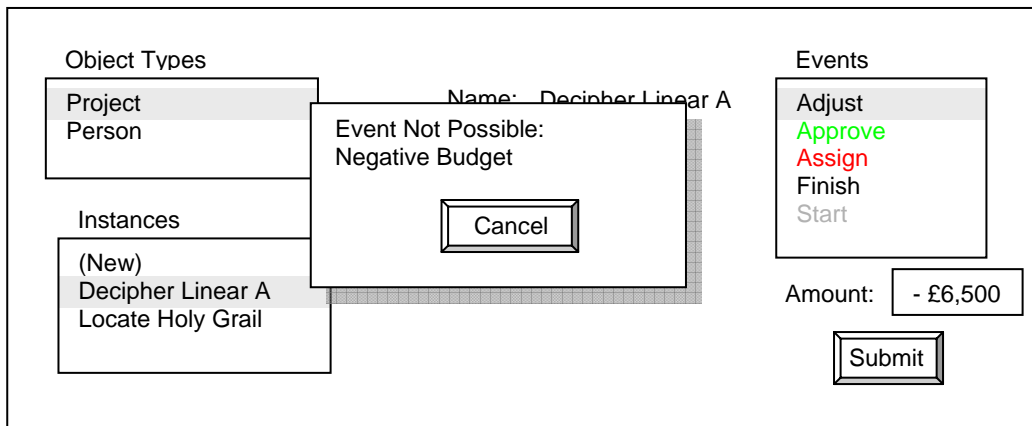 Object Types
Project
Person
Instances
(New)
Decipher Linear A
Locate Holy Grail
Name: Decipher Linear A
Event Not Possible:
Negative Budget
Cancel
Events
Adjust
Approve
Assign
Finish
Start
Amount: - £6,500
Submit